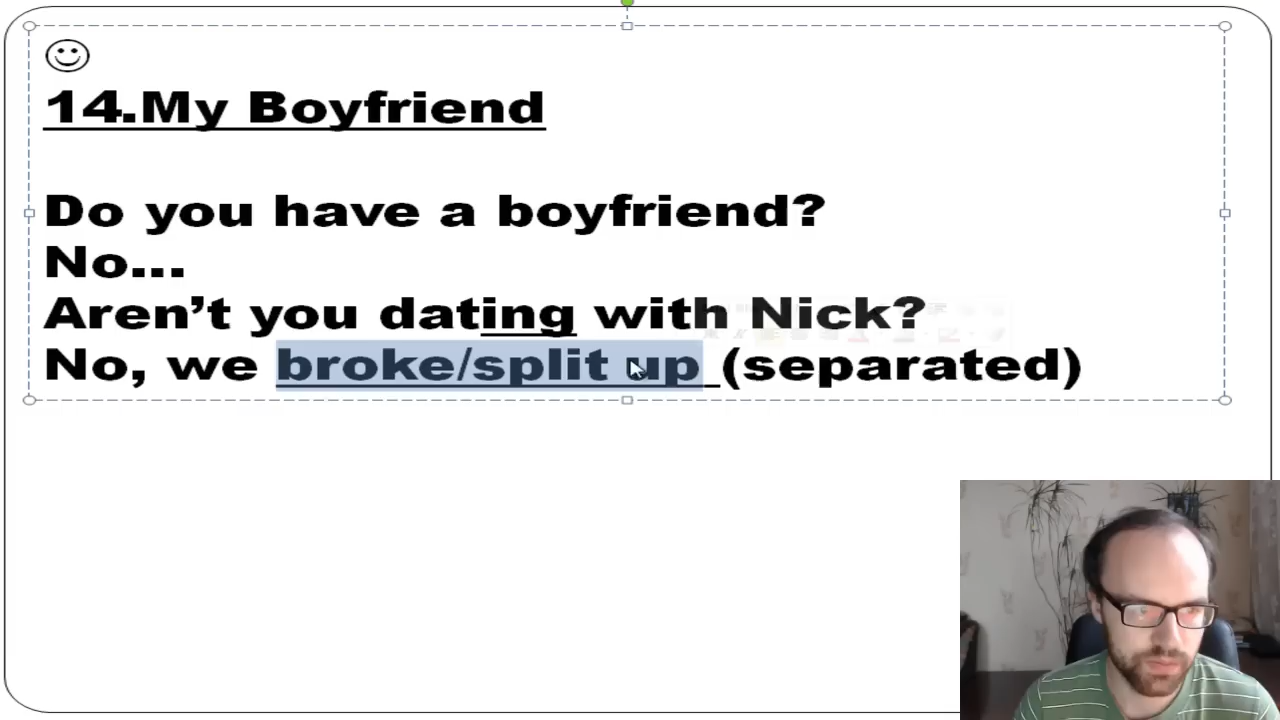 14.My Boyfriend
Do you have a boyfriend?
No...
Aren’t you dating with Nick?
No, we broke/split up (separated)